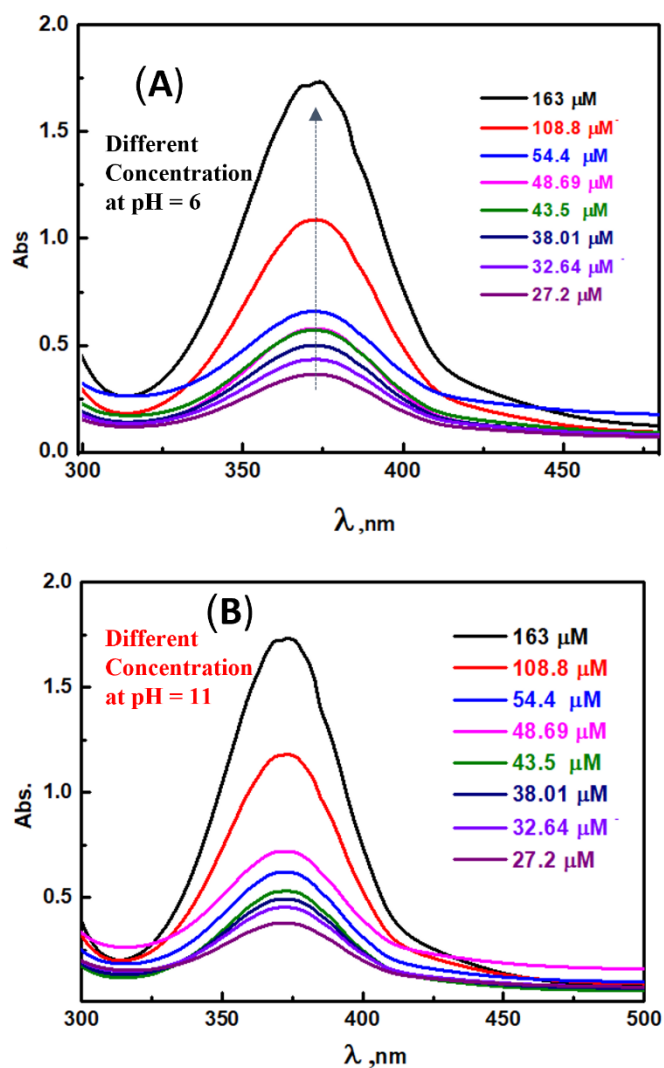 2.0
(A)
163 μM
108.8 μM-
54.4 μM
48.69 μM
43.5 μM
38.01 μM
32.64 μM -
27.2 μM
Different
Concentration
at pH = 6
1.5
1.0
0.5
0.0
Abs
300
350
400
450
λ ,nm
2.0
(B)
Different
Concentration
at pH = 11
163 μM
108.8 μM
54.4 μM
48.69 μM
43.5 μM
38.01 μM
32.64 μM -
27.2 μM
1.5
1.0
0.5
Abs.
300
350
400
450
500
λ ,nm